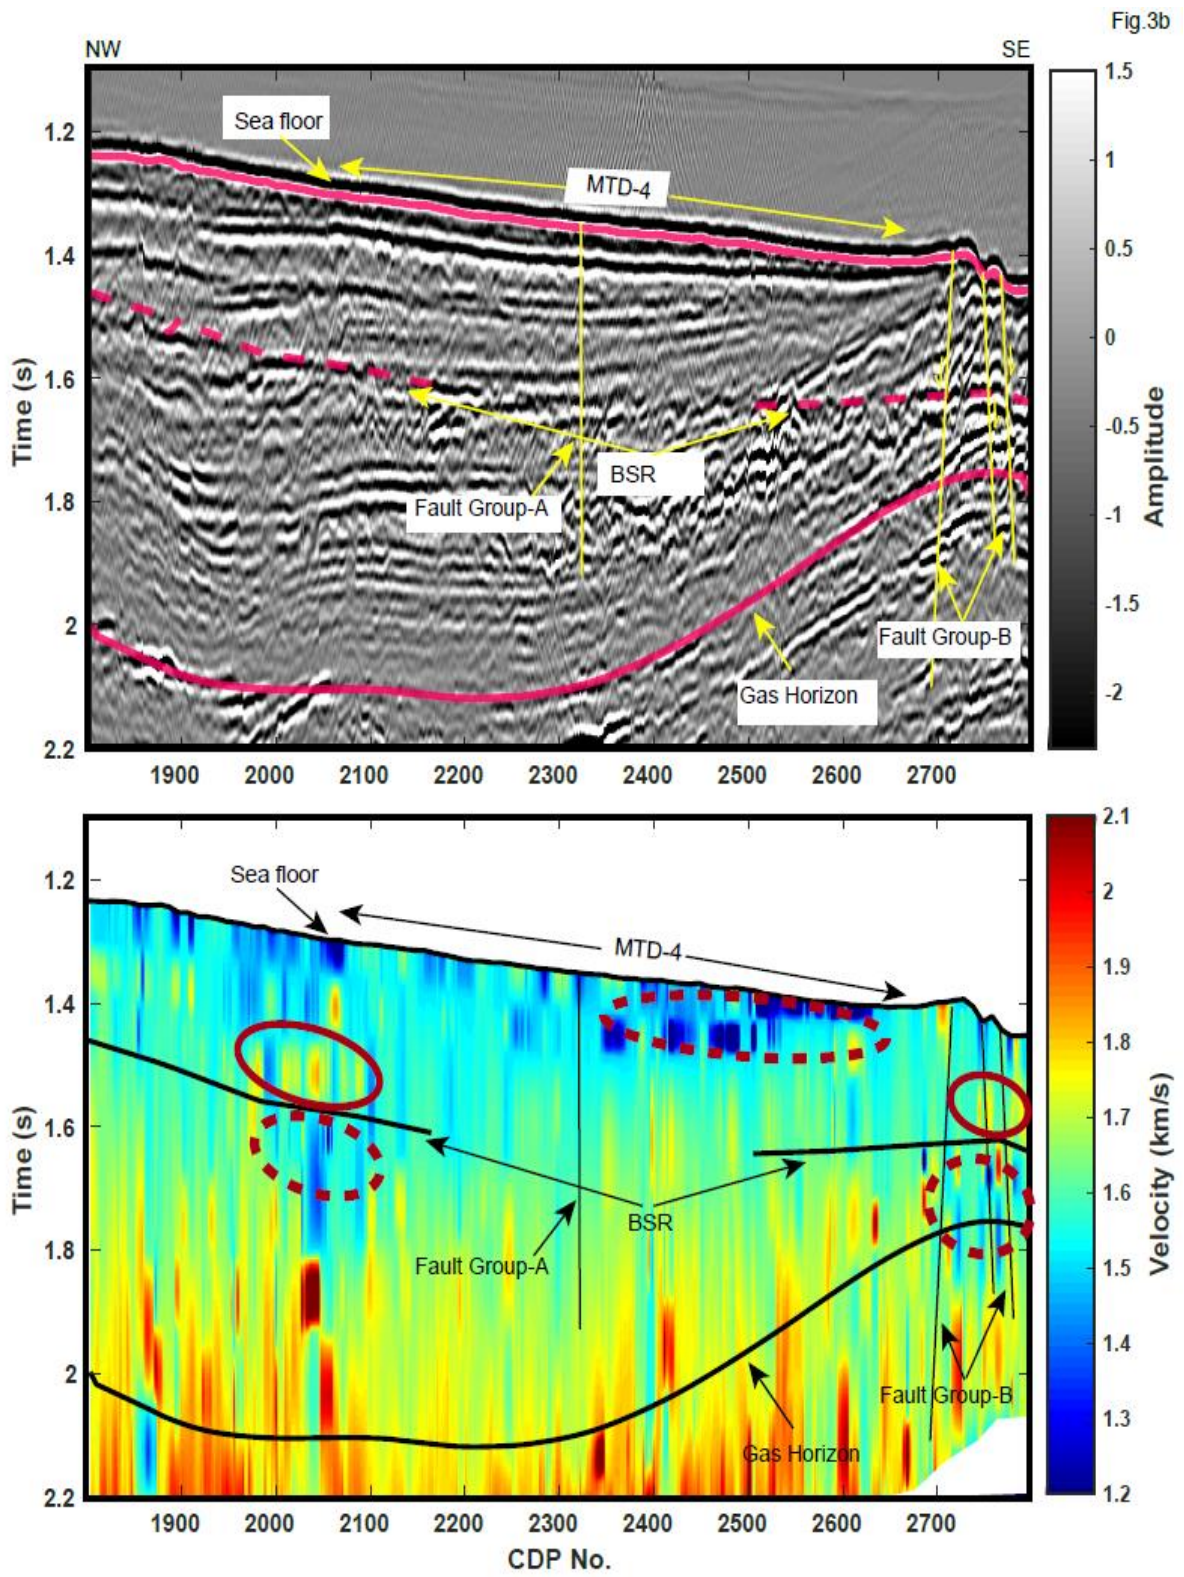 Fig.3b
NW
SE
Sea floor
MTD-4
BSR
Fault Group-A
Fault Group-B
Gas Horizon
Time (s)
1.2
1.4
1.6
1.8
2
2.2
1900
2000
2100
2200
2300
2400
2500
2600
2700
1.5
1
0.5
0
-0.5
-1
-1.5
-2
Amplitude
Sea floor
MTD-4
BSR
Fault Group-A
Fault Group-B
Gas Horizon
Time (s)
1.2
1.4
1.6
1.8
2
2.2
1900
2000
2100
2200
2300
2400
2500
2600
2700
CDP No.
2.1
2
1.9
1.8
1.7
1.6
1.5
1.4
1.3
1.2
Velocity (km/s)